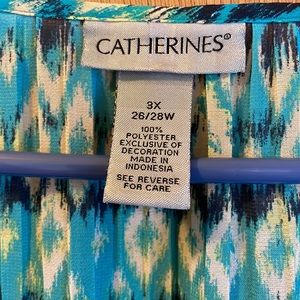 CATHERINES®
3X
26/28W
100%
POLYESTER
EXCLUSIVE OF
DECORATION
MADE IN
INDONESIA
SEE REVERSE
FOR CARE